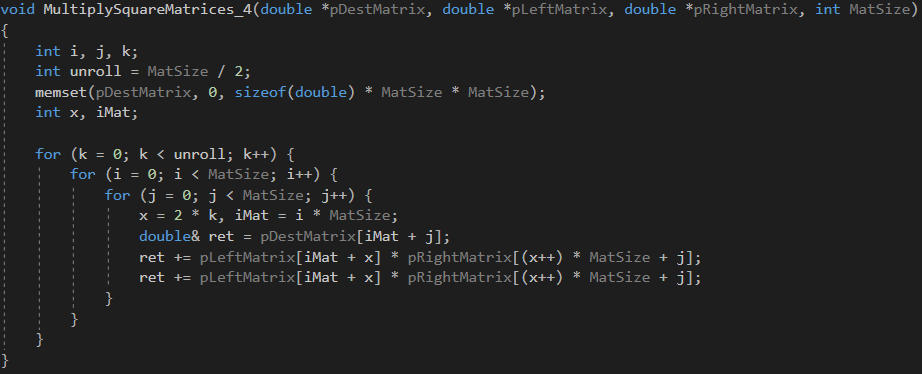 void MultiplySquareMatrices_4(double *pDestMatrix, double *pLeftMatrix, double *pRightMatrix, int MatSize)
{
    int i, j, k;
    int unroll = MatSize / 2;
    memset(pDestMatrix, 0, sizeof(double) * MatSize * MatSize);
    int x, iMat;

    for (k = 0; k < unroll; k++) {
        for (i = 0; i < MatSize; i++) {
            for (j = 0; j < MatSize; j++) {
                x = 2 * k, iMat = i * MatSize;
                double& ret = pDestMatrix[iMat + j];
                ret += pLeftMatrix[iMat + x] * pRightMatrix[(x++) * MatSize + j];
                ret += pLeftMatrix[iMat + x] * pRightMatrix[(x++) * MatSize + j];
            }
        }
    }
}